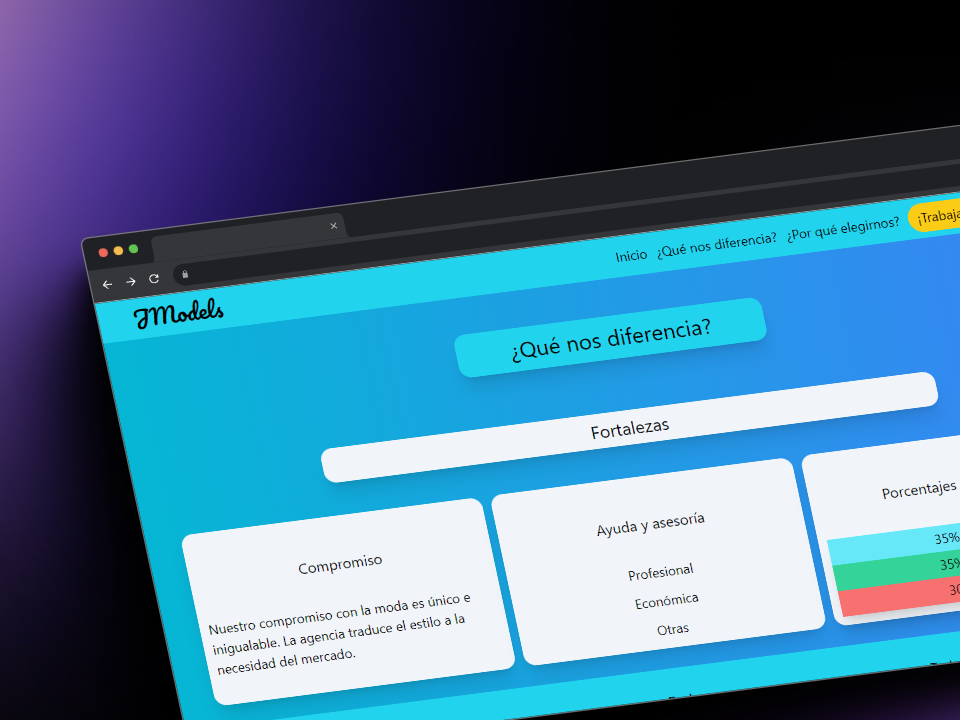 Inicio ¿Qué nos diferencia? ¿Por qué elegirnos? ¡Trabaja
JModels
¿Qué nos diferencia?
Fortalezas
Compromiso
Nuestro compromiso con la moda es único e
inigualable. La agencia traduce el estilo a la
necesidad del mercado.
Ayuda y asesoría
Profesional
Económica
Otras
Porcentajes
35%
35%
30